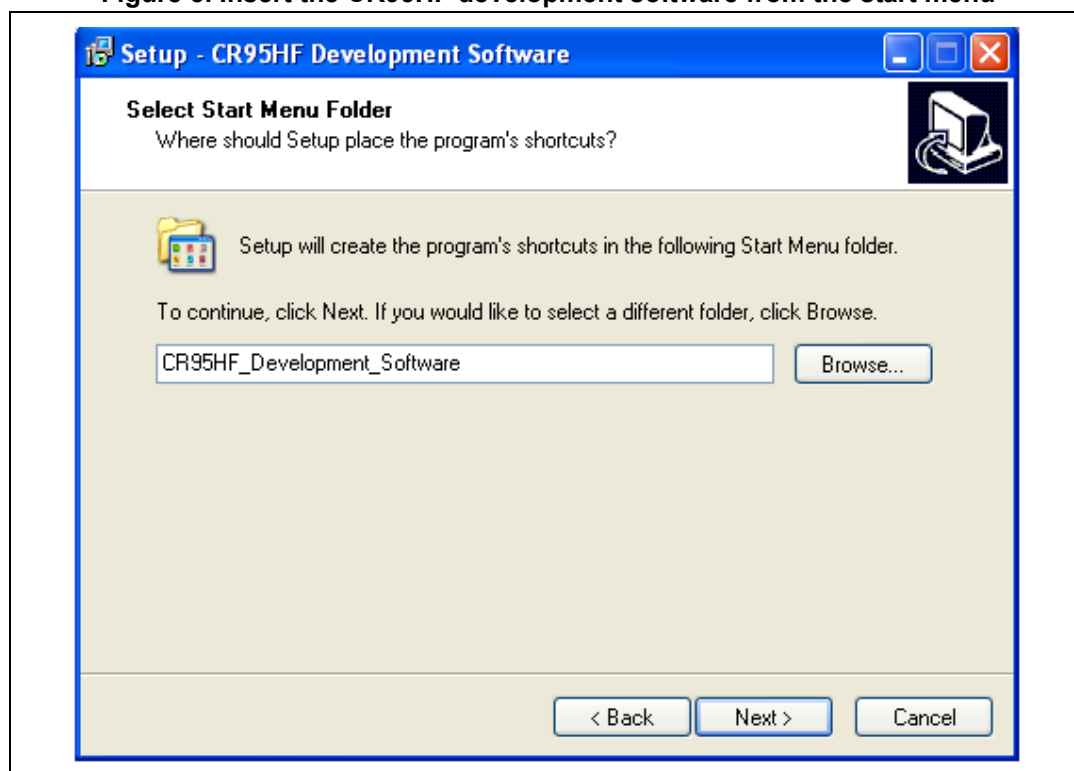 Setup - CR95HF Development Software
Select Start Menu Folder
Where should Setup place the program's shortcuts?
Setup will create the program's shortcuts in the following Start Menu folder.
To continue, click Next. If you would like to select a different folder, click Browse.
CR95HF_Development_Software
Browse...
< Back
Next >
Cancel